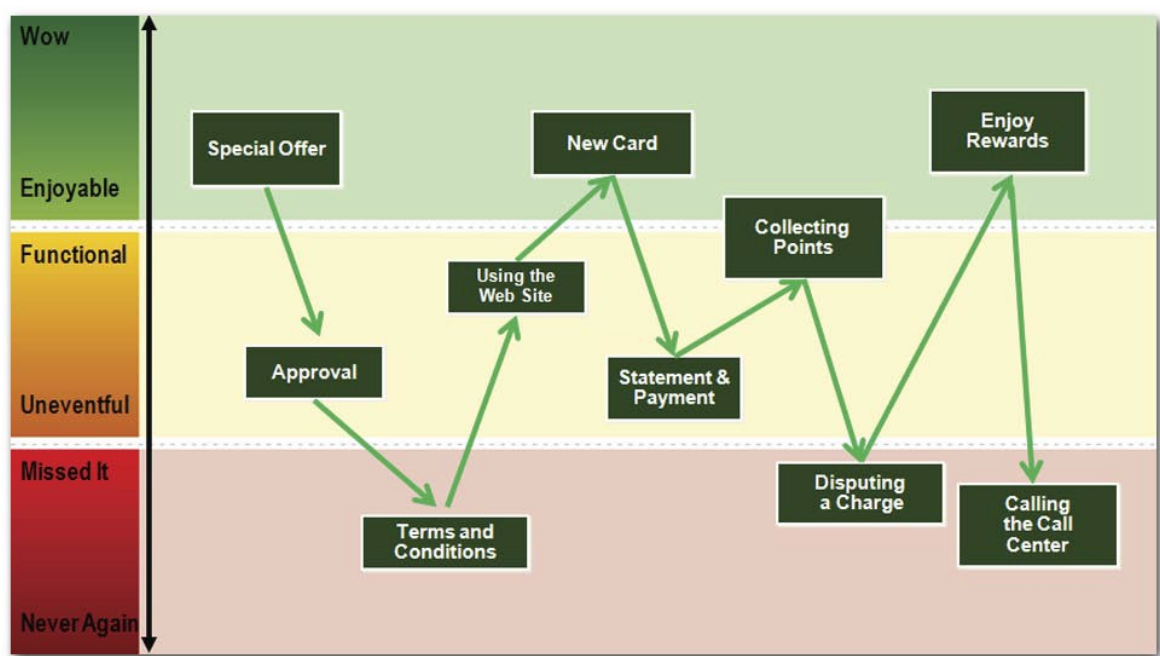 Wow
Enjoyable
Functional
Uneventful
Missed It
Never Again
Special Offer
Approval
Terms and
Conditions
Using the
Web Site
New Card
Statement &
Payment
Collecting
Points
Disputing
a Charge
Enjoy
Rewards
Calling
the Call
Center